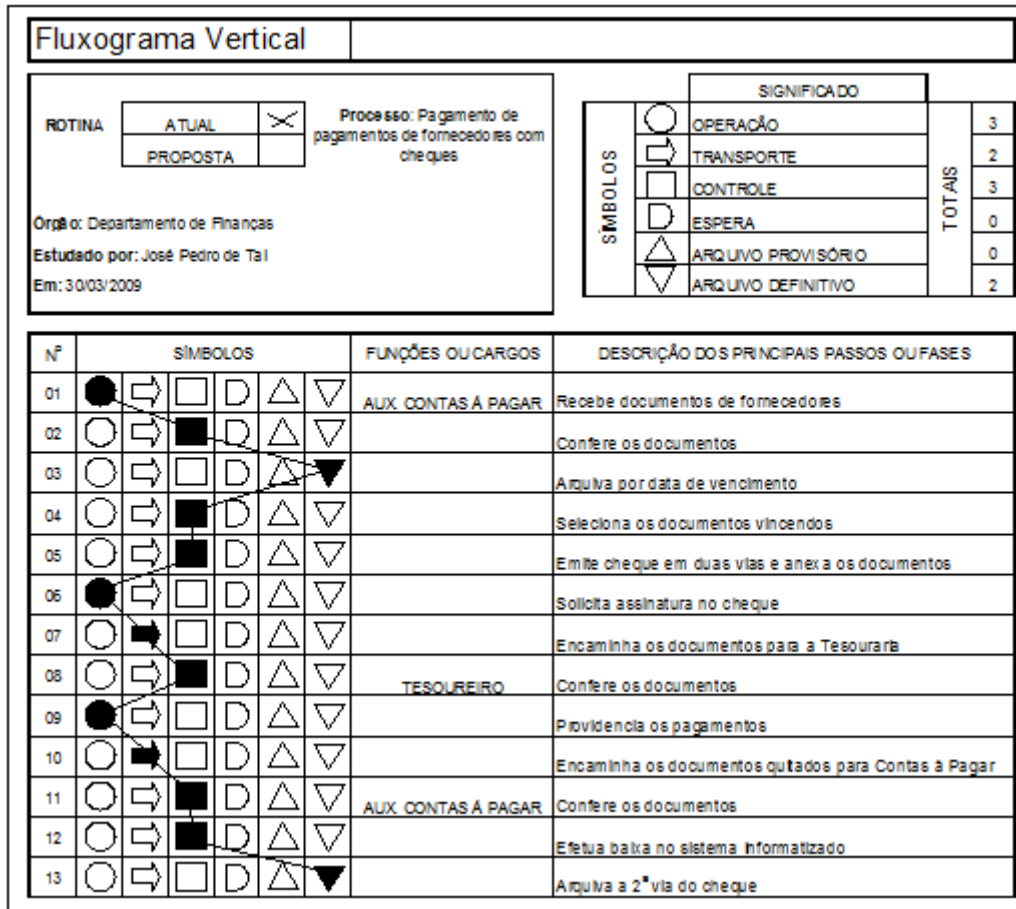 Fluxograma Vertical
ROTINA
ATUAL
PROPOSTA
Processo: Pagamento de
pagamentos de fornecedores com
cheques
Órgão: Departamento de Finanças
Estudado por: José Pedro de Tal
Em: 30/03/2009
SIGNIFICADO
SÍMBOLOS
TOTAIS
OPERAÇÃO 3
TRANSPORTE 2
CONTROLE 3
ESPERA 0
ARQUIVO PROVISÓRIO 0
ARQUIVO DEFINITIVO 2
Nº SÍMBOLOS FUNÇÕES OU CARGOS DESCRIÇÃO DOS PRINCIPAIS PASSOS OU FASES
01 AUX. CONTAS Á PAGAR Recebe documentos de fornecedores
02 Confere os documentos
03 Arquiva por data de vencimento
04 Seleciona os documentos vincendos
05 Emite cheque em duas vias e anexa os documentos
06 Solicita assinatura no cheque
07 Encaminha os documentos para a Tesouraria
08 TESOUREIRO Confere os documentos
09 Providencia os pagamentos
10 Encaminha os documentos quitados para Contas à Pagar
11 AUX. CONTAS Á PAGAR Confere os documentos
12 Efetua baixa no sistema informatizado
13 Arquiva a 2ª via do cheque